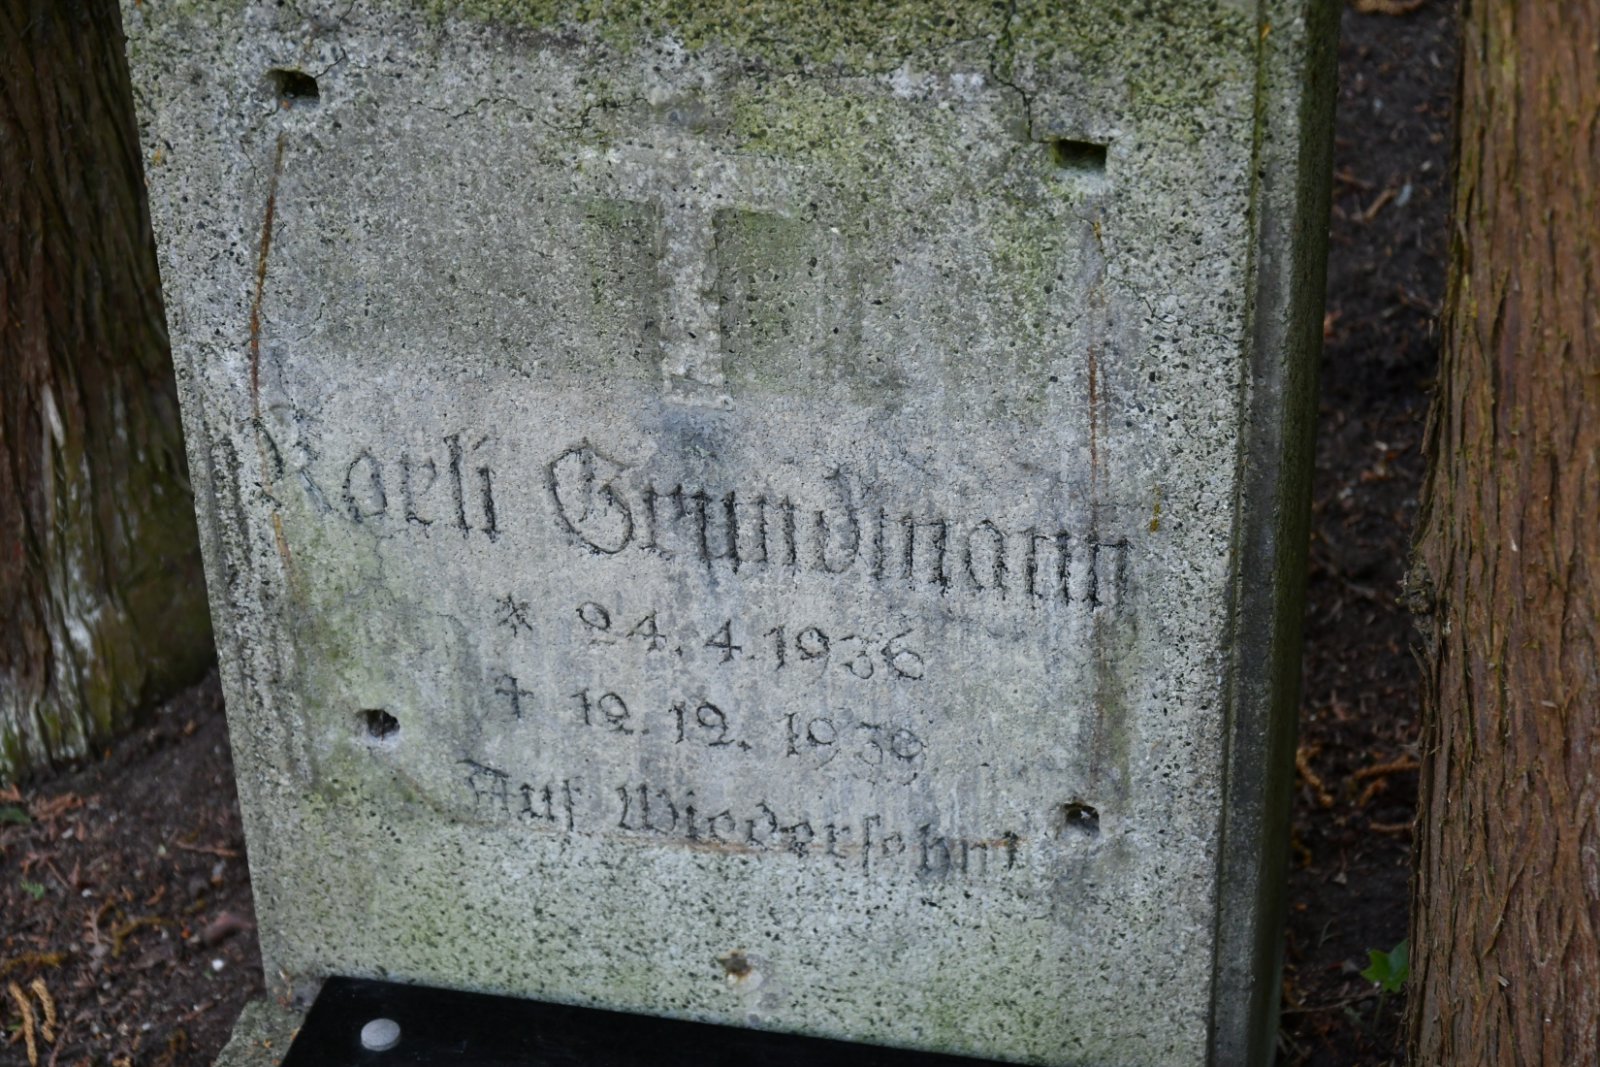 Karli Grundmann
* 24. 4. 1936
† 12. 12. 1939
Auf Wiedersehn!